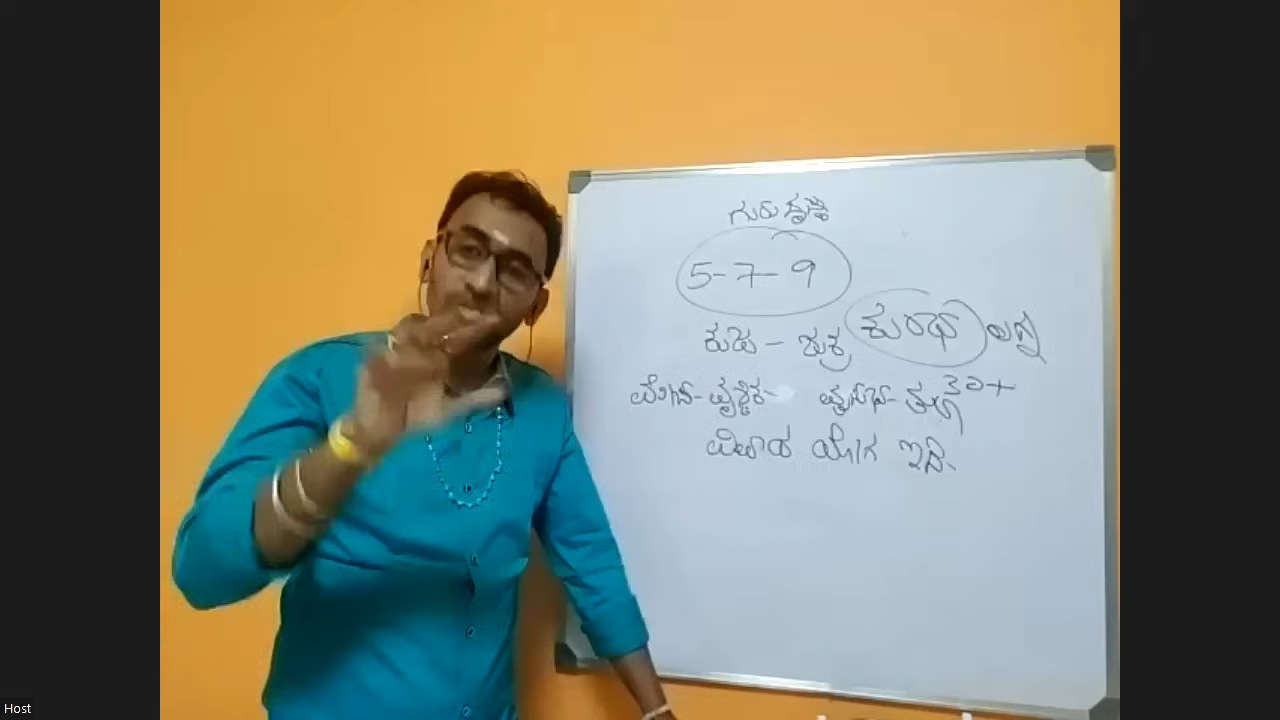 ಗುರು ದೃಷ್ಟಿ
5-7-9
ಕುಜ - ಶುಕ್ರ ಲಗ್ನ
ಮೇಷ - ವೃಶ್ಚಿಕ - ವೃಷಭ - ತುಲಾ 30+
ವಿವಾಹ ಯೋಗ ಇದೆ.
Host